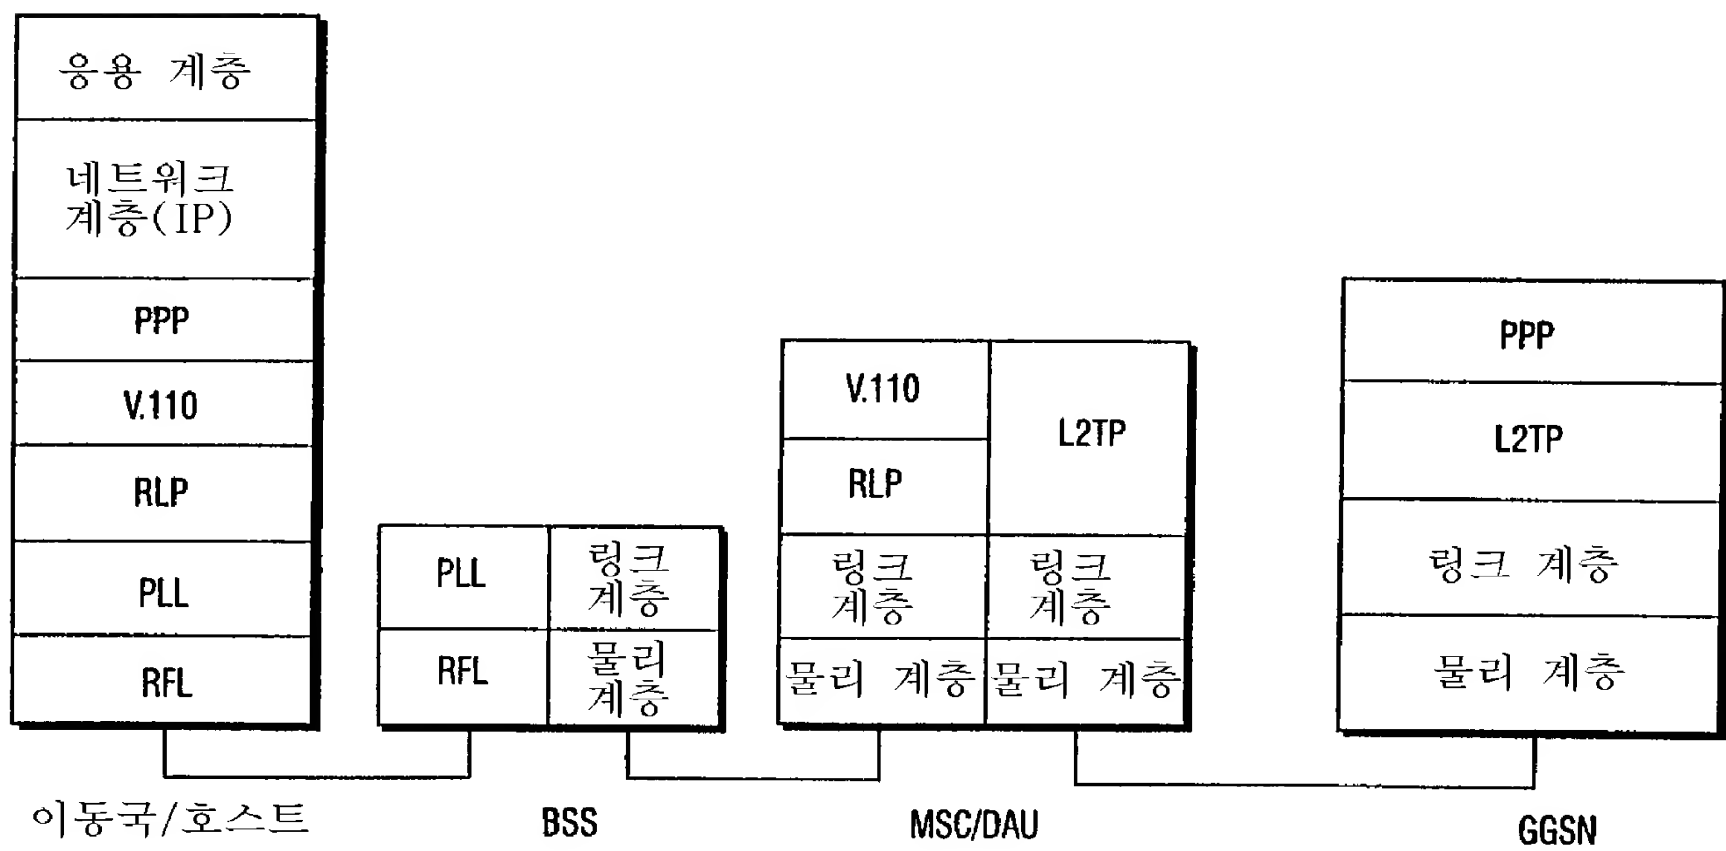 응용 계층
네트워크
계층(IP)
PPP
V.110
RLP
PLL
RFL
이동국/호스트
PLL
링크
계층
RFL
물리
계층
BSS
V.110
L2TP
RLP
링크
계층
링크
계층
물리 계층
물리 계층
MSC/DAU
PPP
L2TP
링크 계층
물리 계층
GGSN